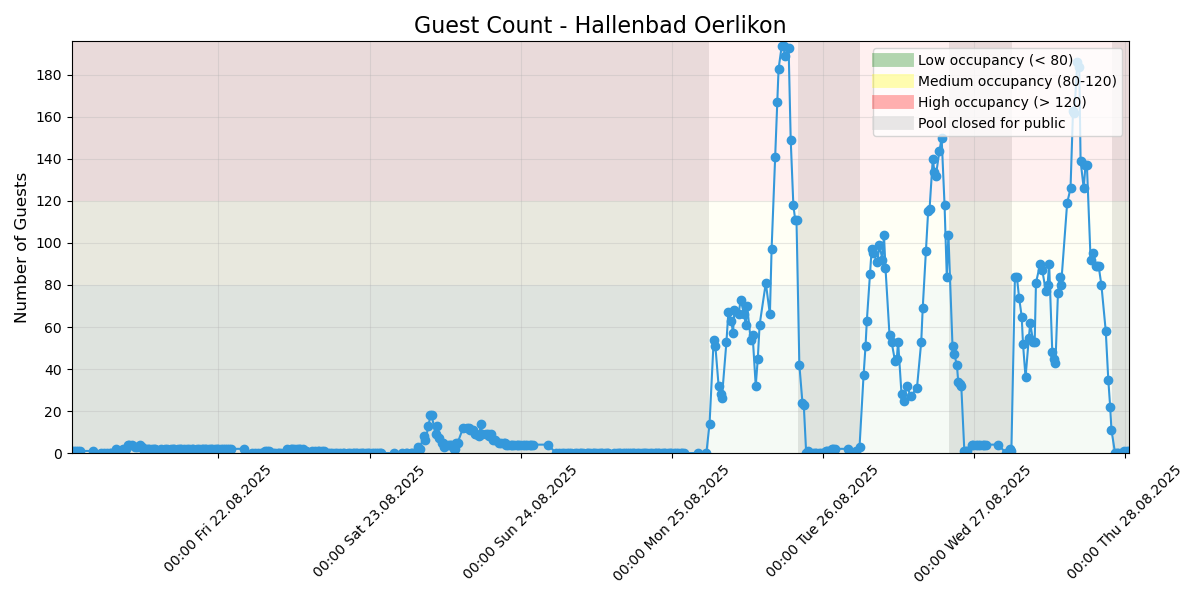 Guest Count - Hallenbad Oerlikon
Number of Guests
180
160
140
120
100
80
60
40
20
0
Low occupancy (< 80)
Medium occupancy (80-120)
High occupancy (> 120)
Pool closed for public
00:00 Fri 22.08.2025
00:00 Sat 23.08.2025
00:00 Sun 24.08.2025
00:00 Mon 25.08.2025
00:00 Tue 26.08.2025
00:00 Wed 27.08.2025
00:00 Thu 28.08.2025